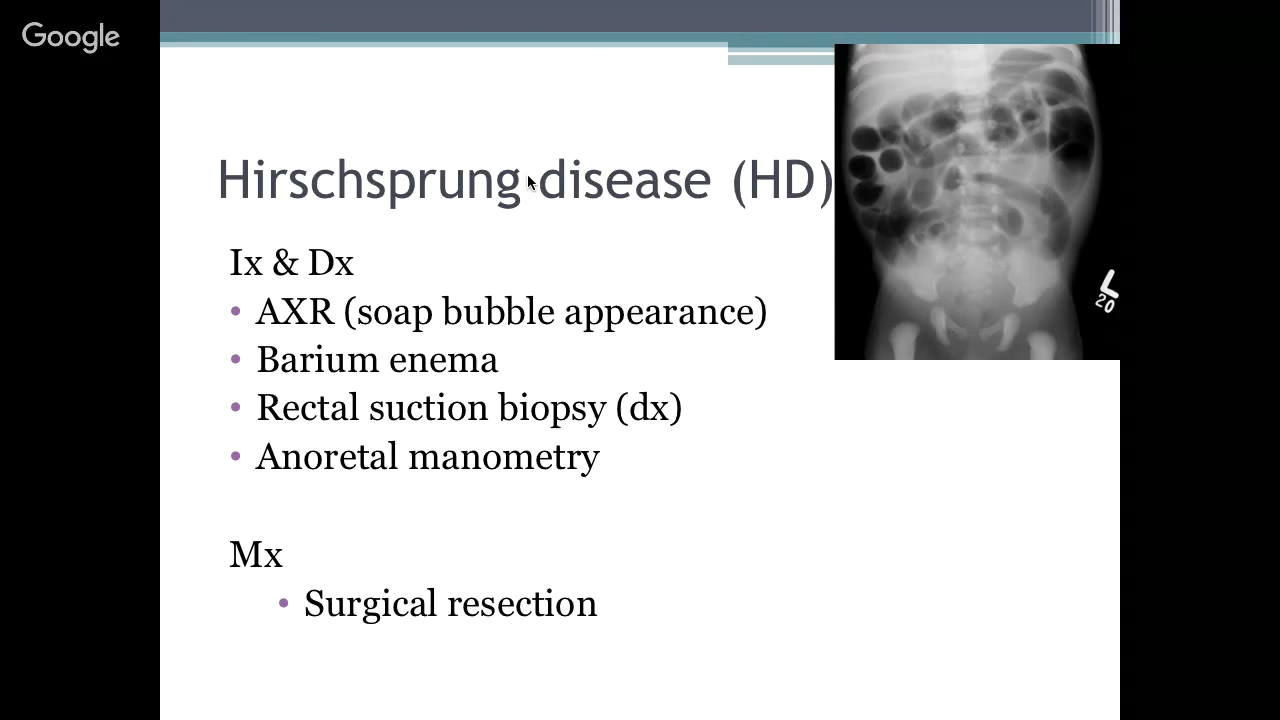 Google
Hirschsprung disease (HD)
Ix & Dx
• AXR (soap bubble appearance)
• Barium enema
• Rectal suction biopsy (dx)
• Anoretal manometry
L
20
Mx
• Surgical resection